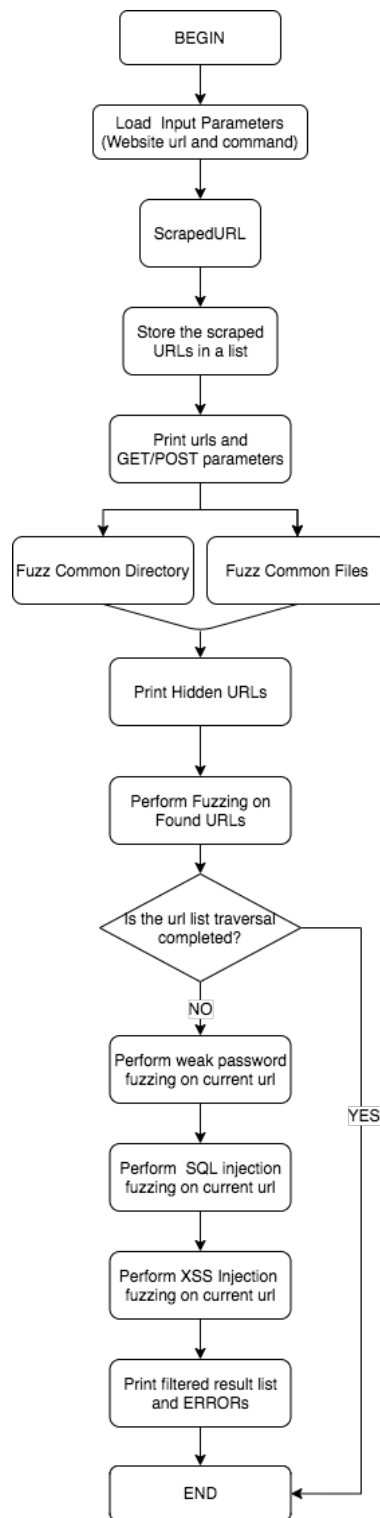 BEGIN
Load Input Parameters
(Website url and command)
ScrapedURL
Store the scraped
URLs in a list
Print urls and
GET/POST parameters
Fuzz Common Directory
Fuzz Common Files
Print Hidden URLs
Perform Fuzzing on
Found URLs
Is the url list traversal
completed?
NO
Perform weak password
fuzzing on current url
YES
Perform SQL injection
fuzzing on current url
Perform XSS Injection
fuzzing on current url
Print filtered result list
and ERRORs
END